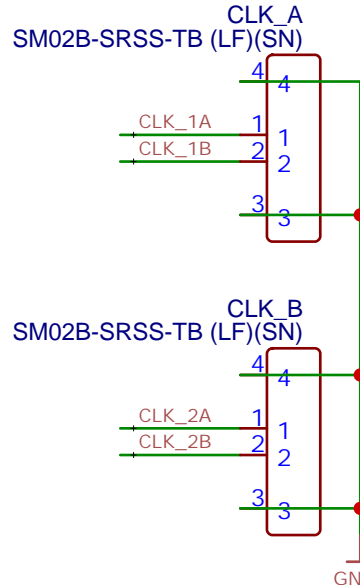 CLK_A
SM02B-SRSS-TB (LF)(SN)
4 4
CLK_1A 1 1
CLK_1B 2 2
3 3
CLK_B
SM02B-SRSS-TB (LF)(SN)
4 4
CLK_2A 1 1
CLK_2B 2 2
3 3
GN